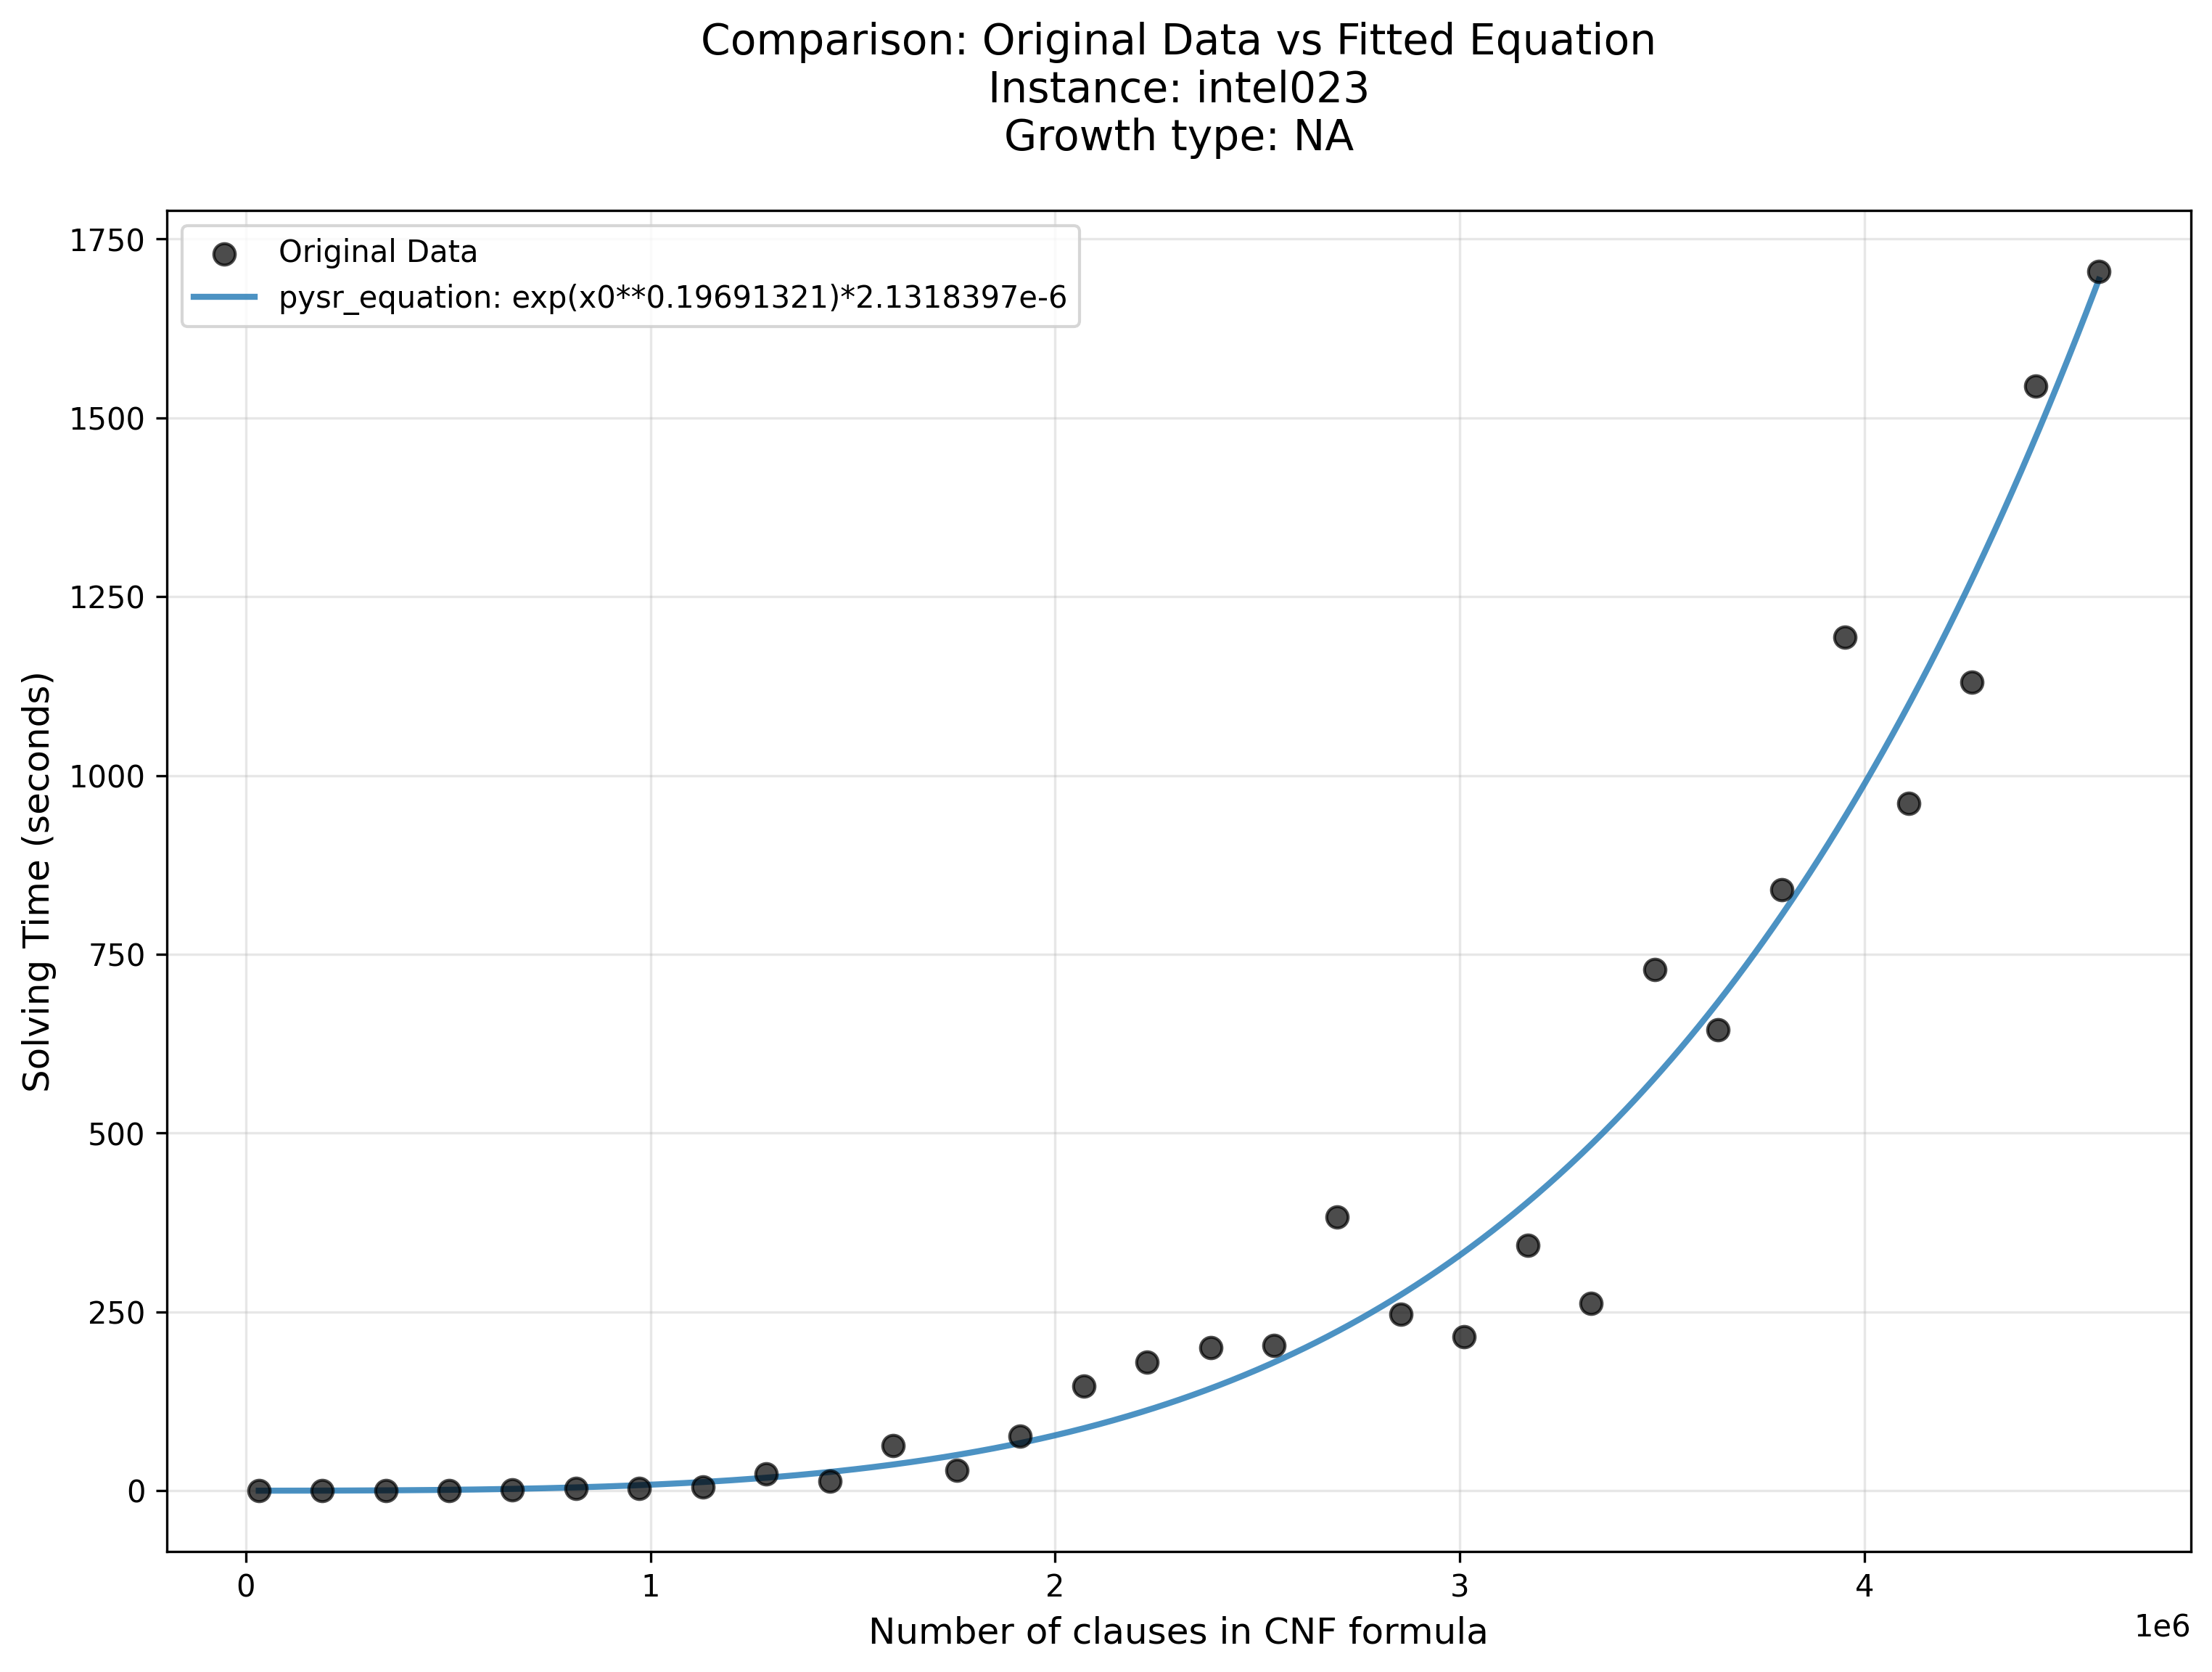 Comparison: Original Data vs Fitted Equation
Instance: intel023
Growth type: NA
Original Data
pysr_equation: exp(x0**0.19691321)*2.1318397e-6
1750
1500
1250
1000
750
500
250
0
Solving Time (seconds)
0 1 2 3 4
1e6
Number of clauses in CNF formula